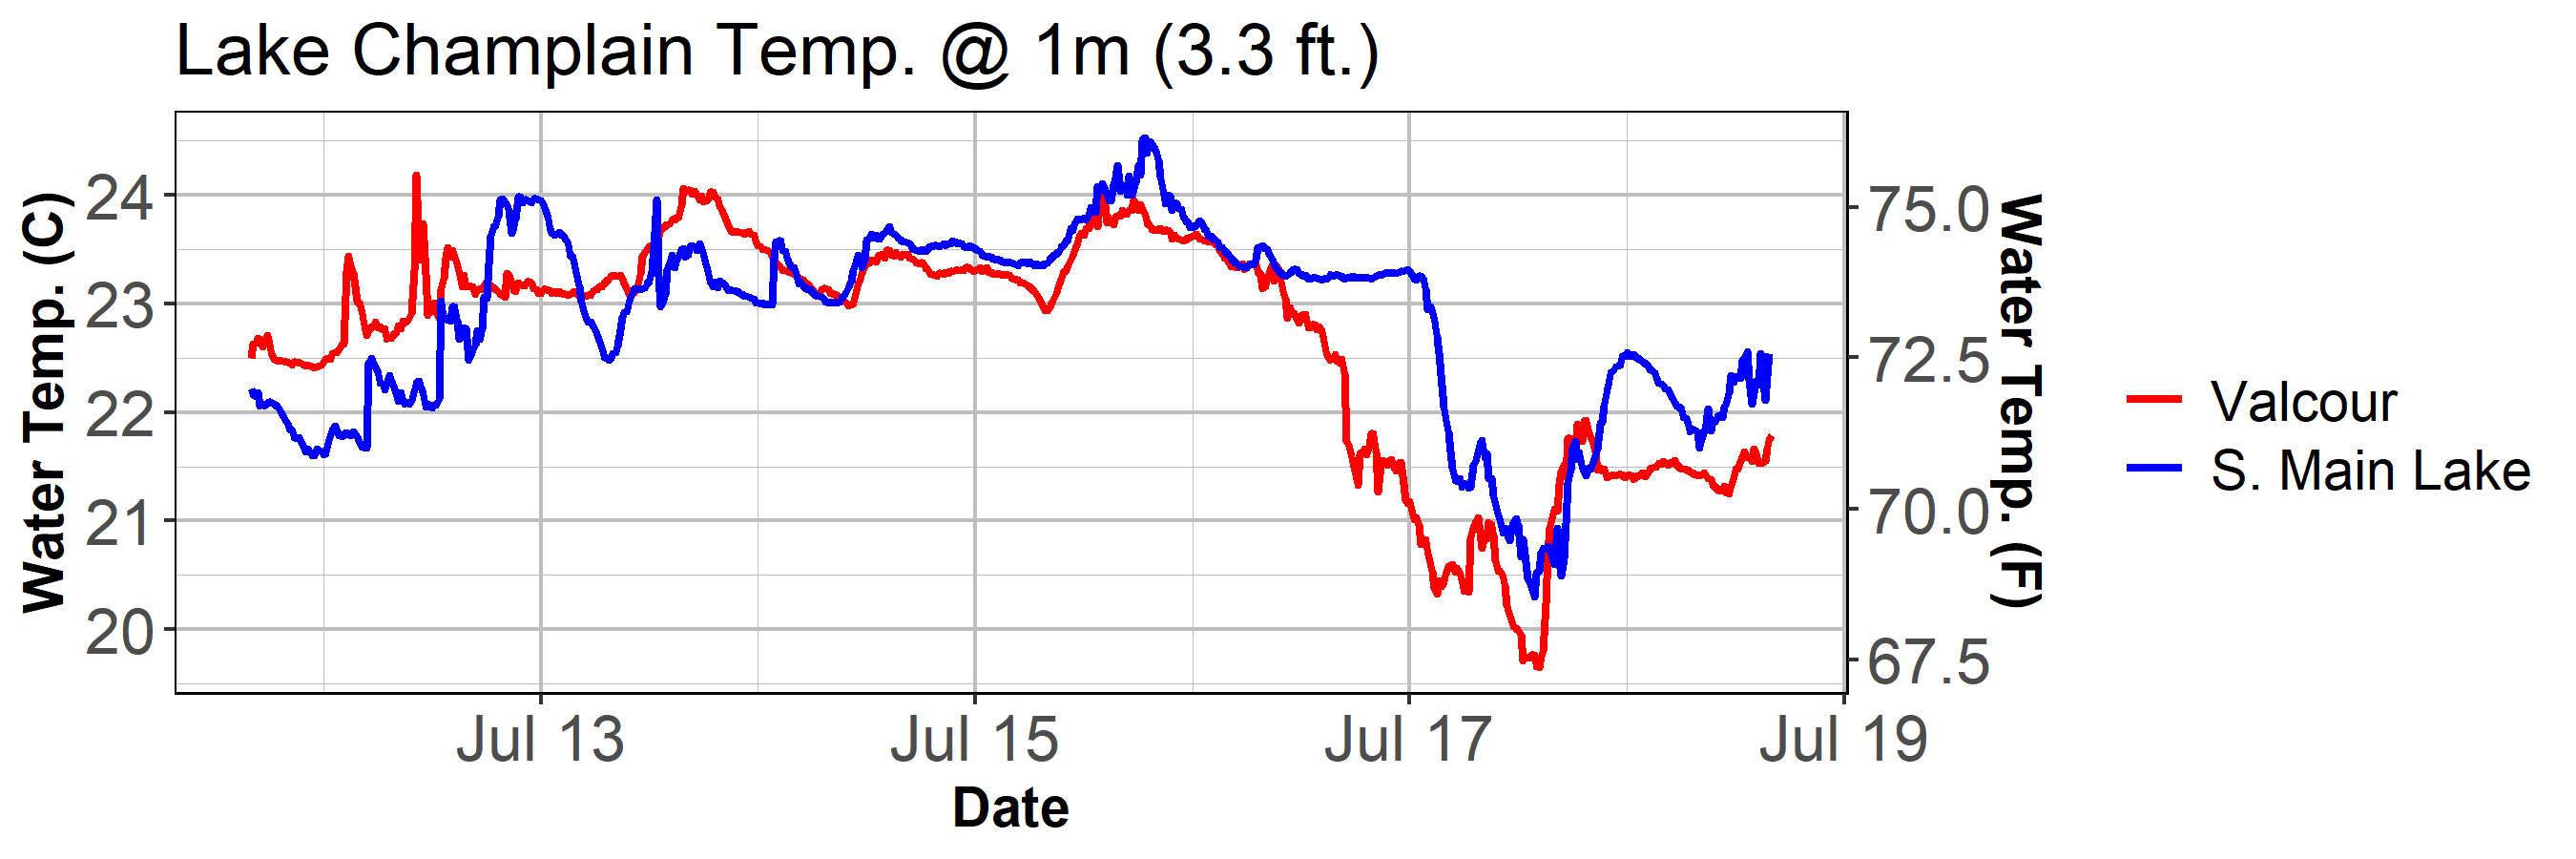 Lake Champlain Temp. @ 1m (3.3 ft.)
Water Temp. (C)
24
23
22
21
20
75.0
72.5
70.0
67.5
Water Temp. (F)
Jul 13
Jul 15
Jul 17
Jul 19
Date
Valcour
S. Main Lake